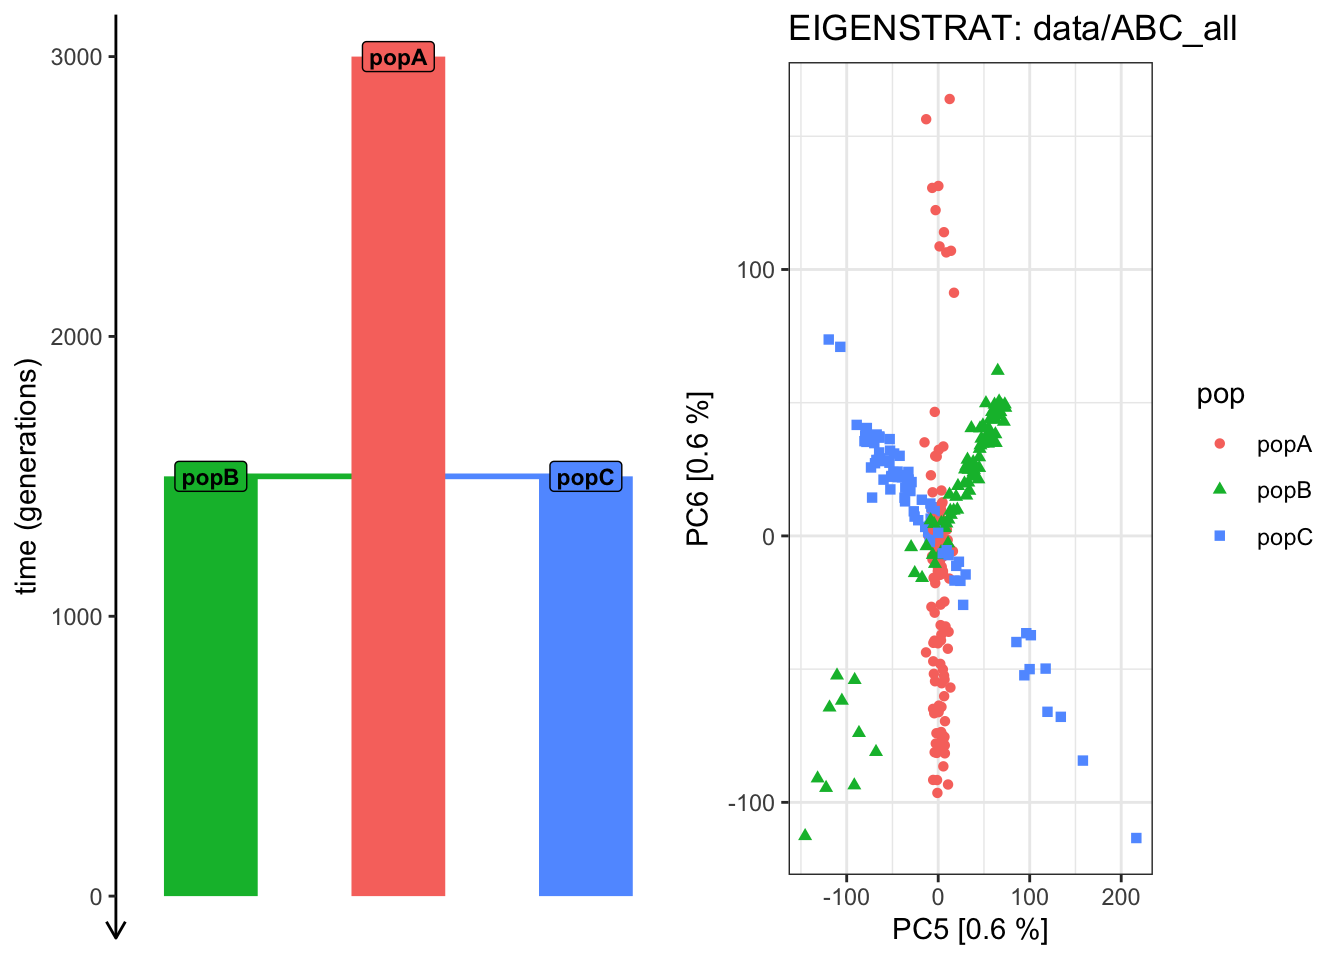 time (generations)
3000
2000
1000
0
popA
popB
popC
EIGENSTRAT: data/ABC_all
PC6 [0.6 %]
100
0
-100
-100
0
100
200
PC5 [0.6 %]
pop
popA
popB
popC